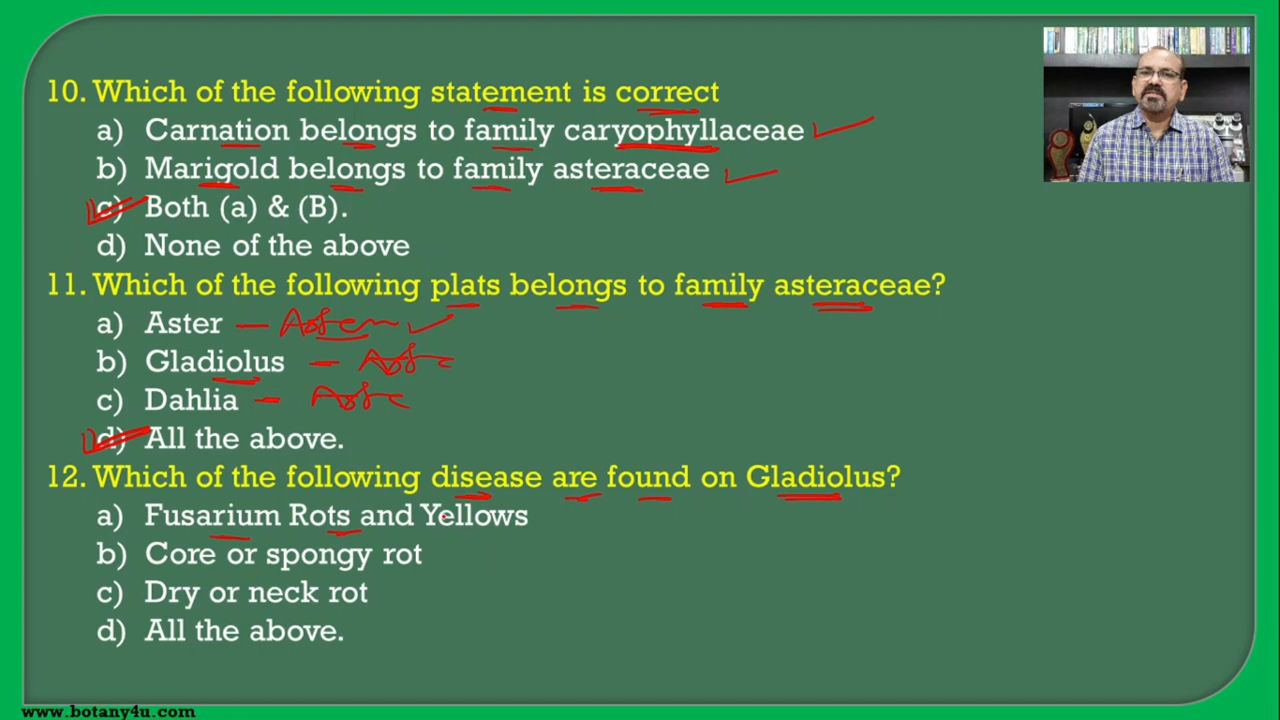 10. Which of the following statement is correct
a) Carnation belongs to family caryophyllaceae
b) Marigold belongs to family asteraceae
c) Both (a) & (B).
d) None of the above
11. Which of the following plats belongs to family asteraceae?
a) Aster –
b) Gladiolus –
c) Dahlia –
d) All the above.
12. Which of the following disease are found on Gladiolus?
a) Fusarium Rots and Yellows
b) Core or spongy rot
c) Dry or neck rot
d) All the above.
www.botany4u.com